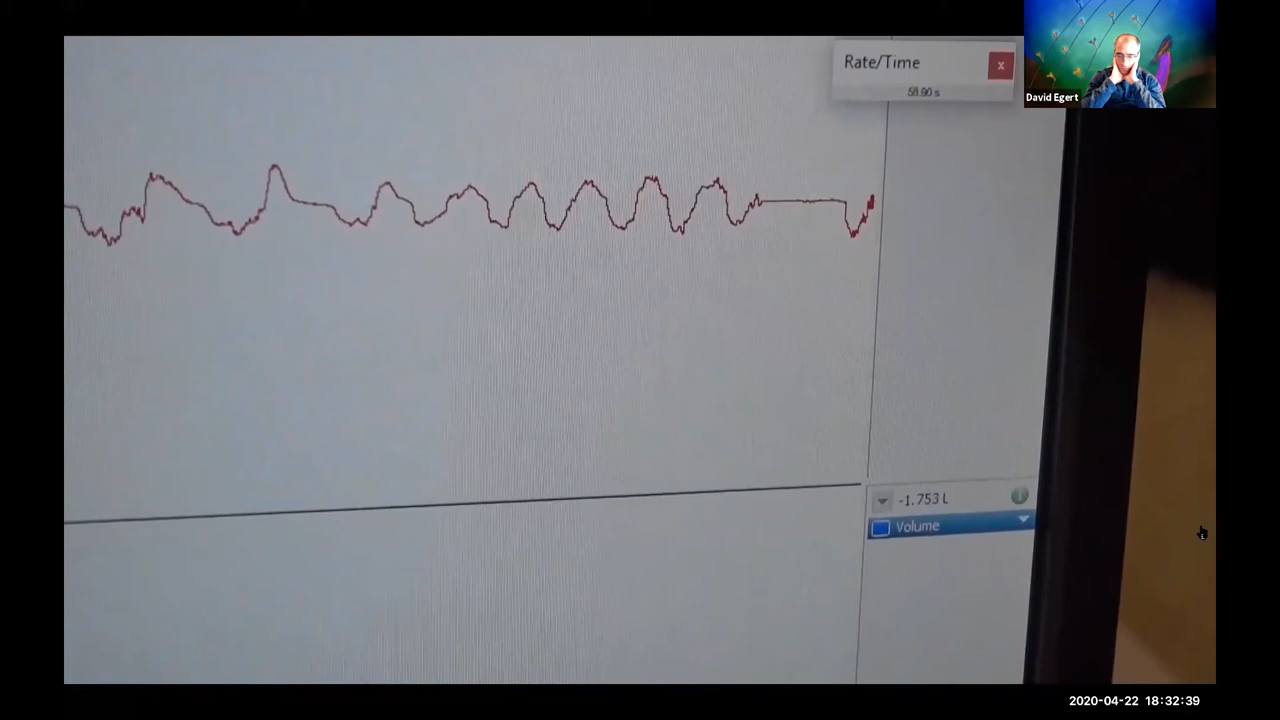 Rate/Time
x
58.90 s
David Egert
-1.753 L
Volume
2020-04-22 18:32:39